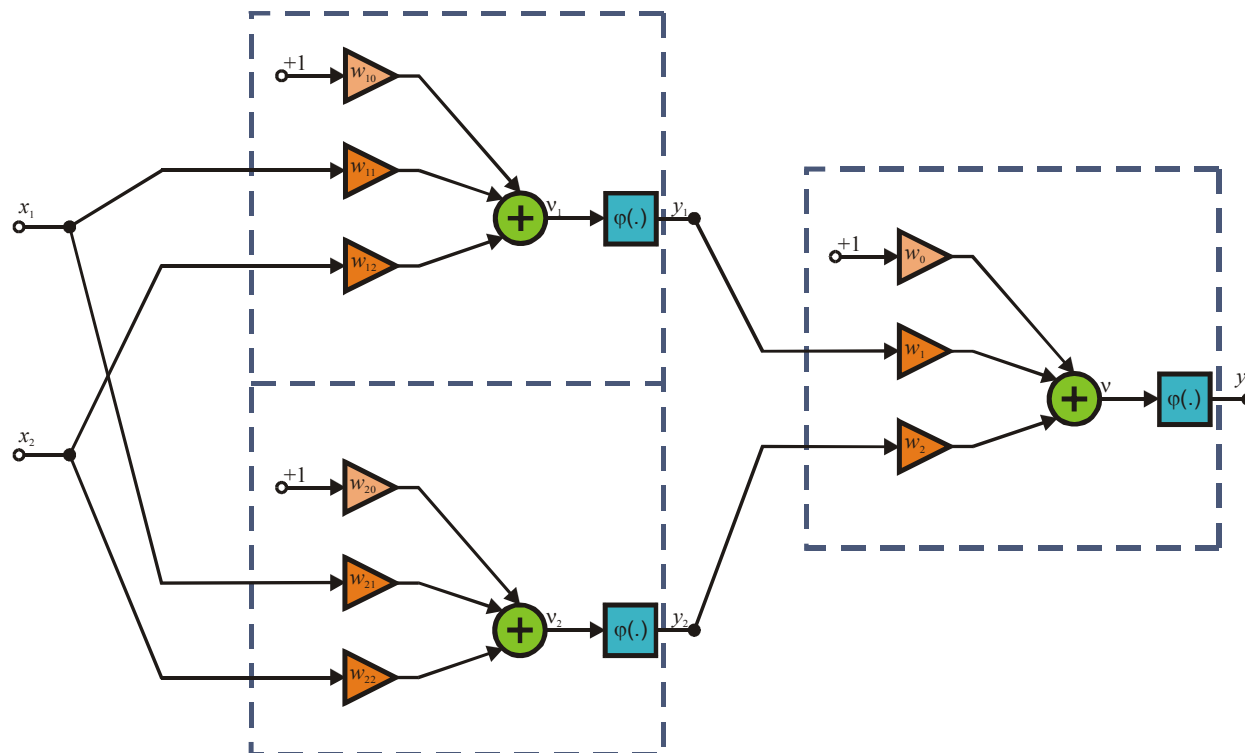 +1
w₁₀
x₁
w₁₁
w₁₂
ν₁
φ(.)
y₁
+1
w₀
w₁
w₂
ν
φ(.)
y
x₂
+1
w₂₀
w₂₁
w₂₂
ν₂
φ(.)
y₂